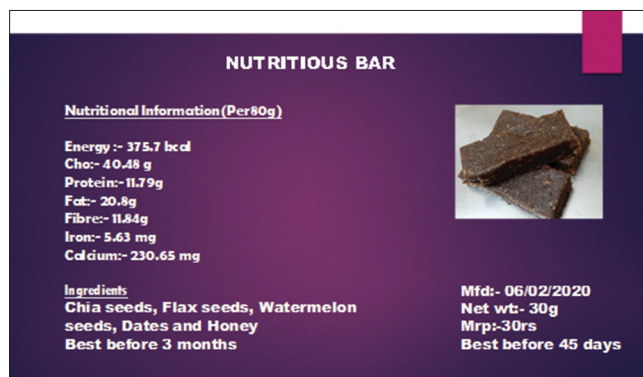 NUTRITIOUS BAR
Nutritional Information(Per80g)
Energy :- 375.7 kcal
Cho:- 40.48 g
Protein:- 11.79g
Fat:- 20.8g
Fibre:- 11.84g
Iron:- 5.63 mg
Calcium:- 230.65 mg
Ingredients
Chia seeds, Flax seeds, Watermelon
seeds, Dates and Honey
Best before 3 months
Mfd:- 06/02/2020
Net wt:- 30g
Mrp:-30rs
Best before 45 days